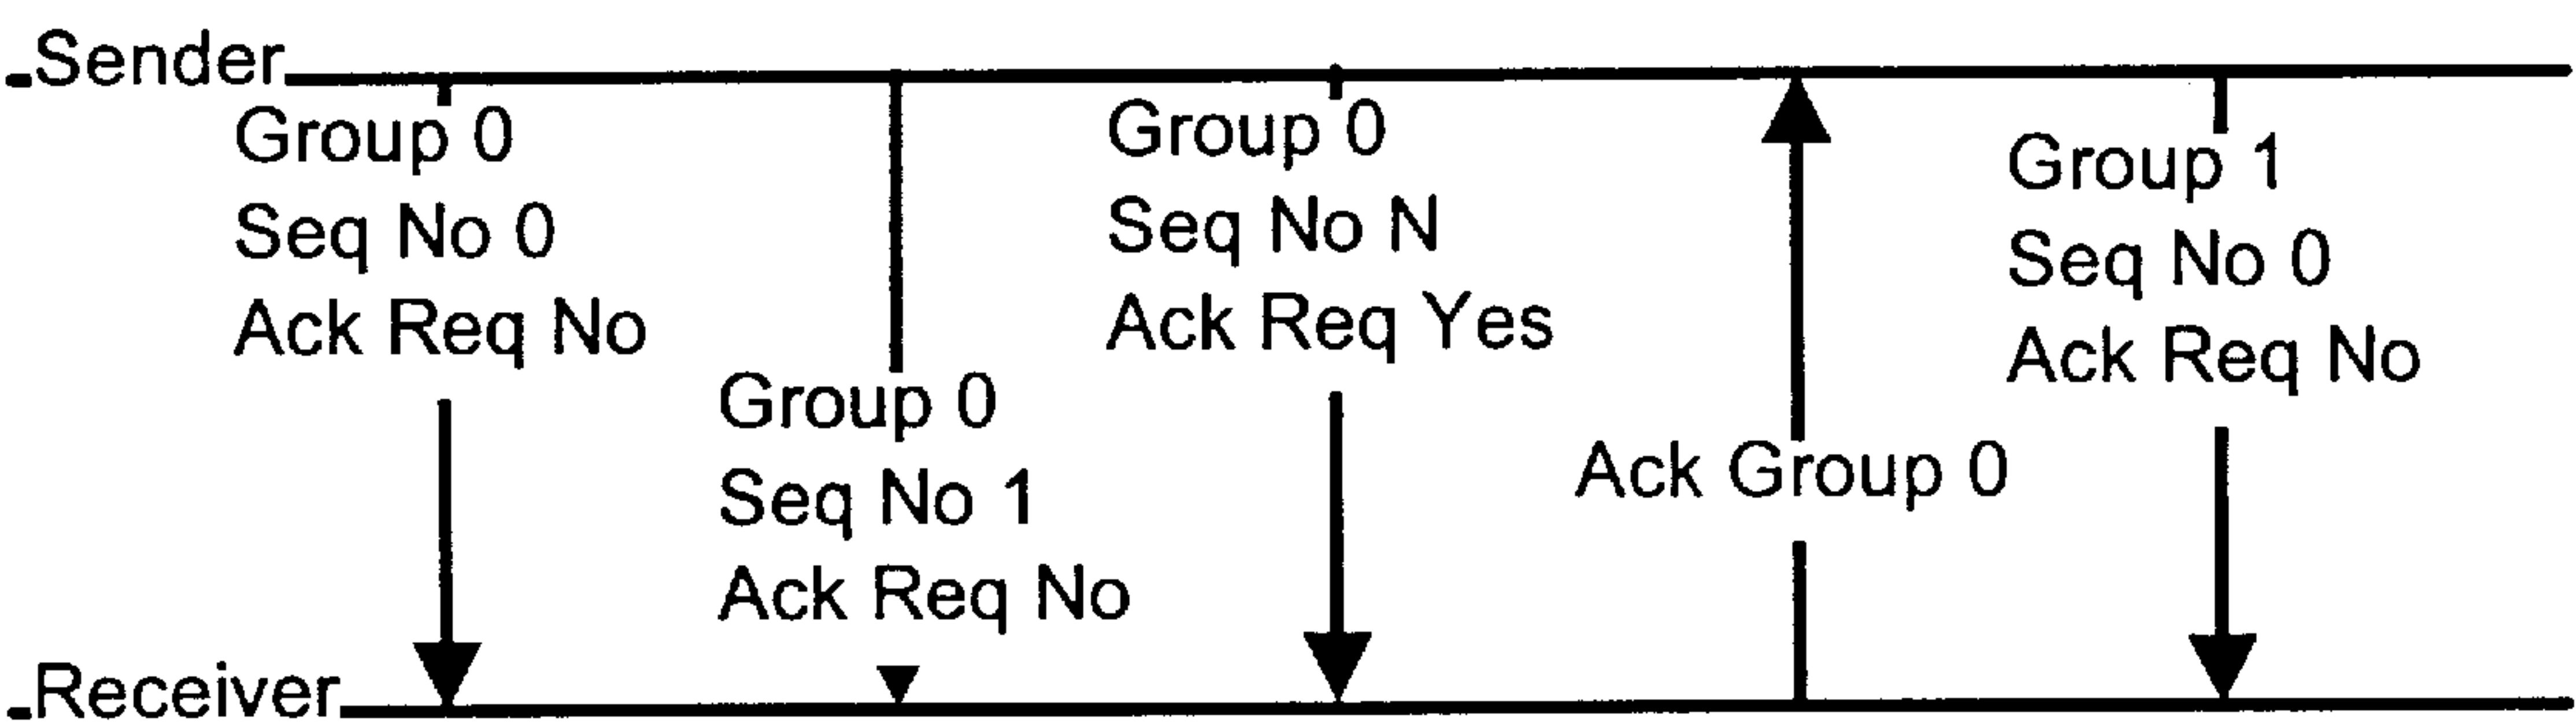 Sender
Group 0
Seq No 0
Ack Req No
Group 0
Seq No 1
Ack Req No
Group 0
Seq No N
Ack Req Yes
Ack Group 0
Group 1
Seq No 0
Ack Req No
Receiver